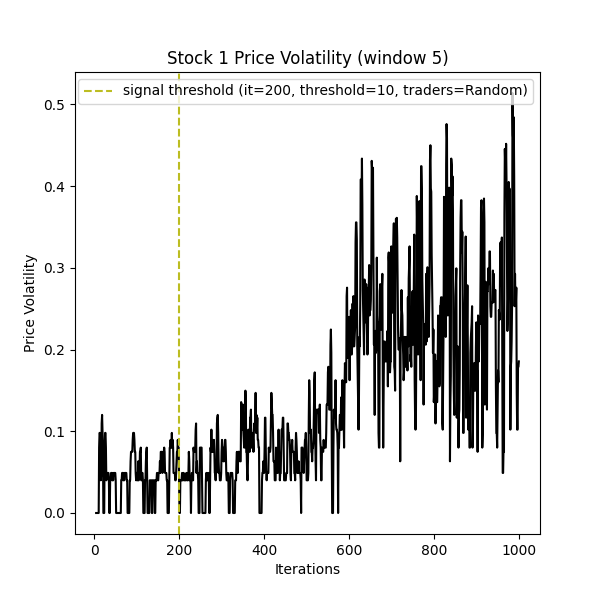 Stock 1 Price Volatility (window 5)
signal threshold (it=200, threshold=10, traders=Random)
0.5
0.4
0.3
0.2
0.1
0.0
Price Volatility
0 200 400 600 800 1000
Iterations